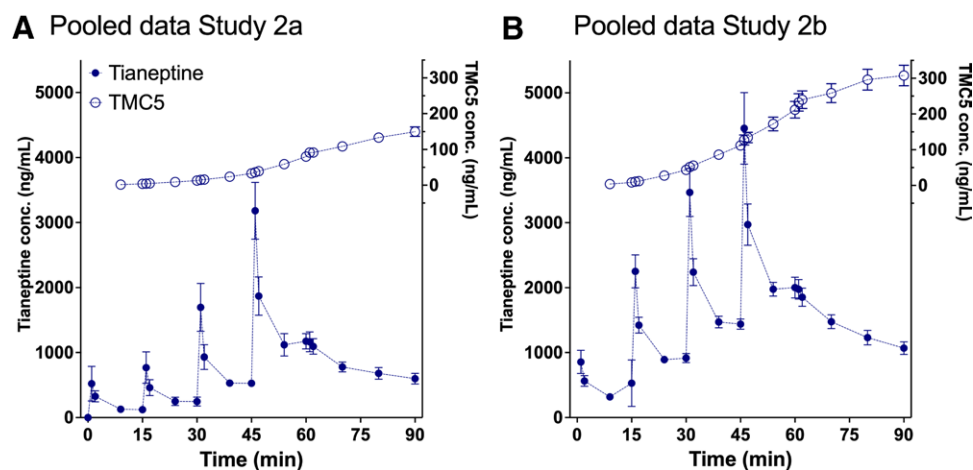 A Pooled data Study 2a
Tianeptine
TMC5
Tianeptine conc. (ng/mL)
5000
4000
3000
2000
1000
0
TMC5 conc. (ng/mL)
300
200
100
0
0 15 30 45 60 75 90
Time (min)
B Pooled data Study 2b
Tianeptine conc. (ng/mL)
5000
4000
3000
2000
1000
0
TMC5 conc. (ng/mL)
300
200
100
0
0 15 30 45 60 75 90
Time (min)